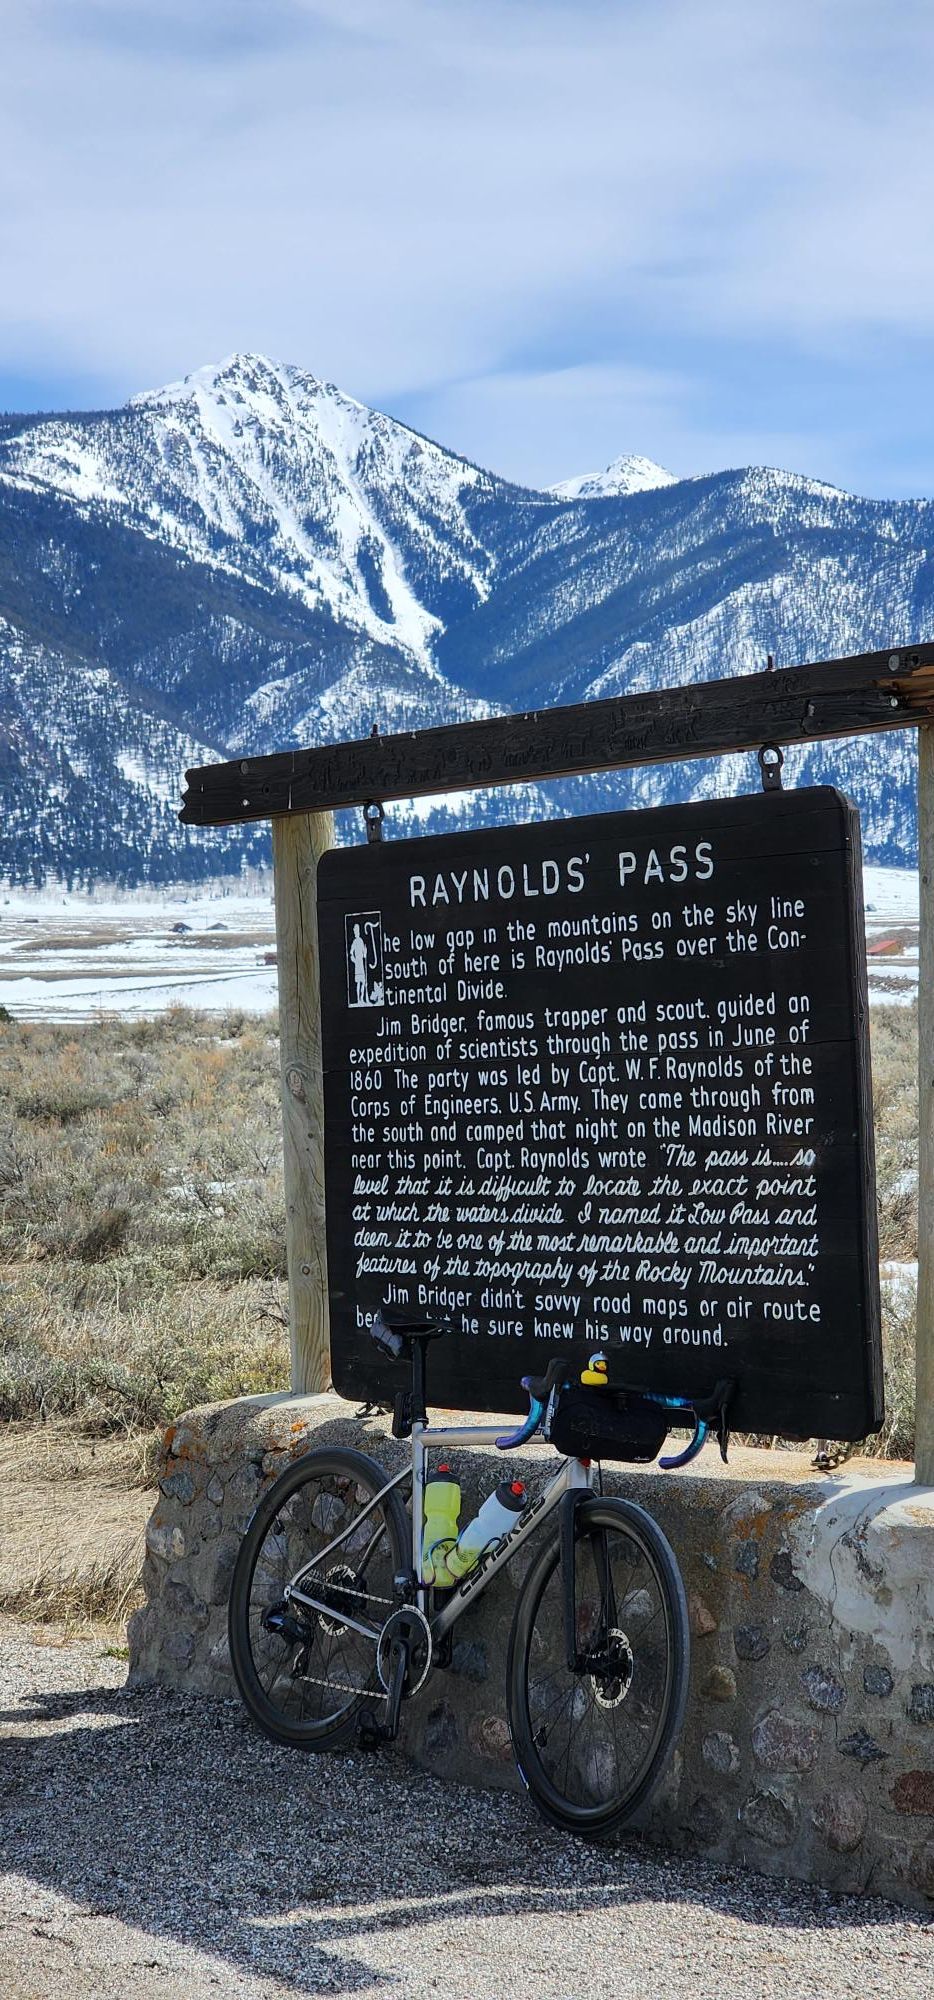 RAYNOLDS' PASS
The low gap in the mountains on the sky line
south of here is Raynolds' Pass over the Con-
tinental Divide.
Jim Bridger, famous trapper and scout, guided an
expedition of scientists through the pass in June of
1860. The party was led by Capt. W. F. Raynolds of the
Corps of Engineers, U.S. Army. They came through from
the south and camped that night on the Madison River
near this point. Capt. Raynolds wrote "The pass is....so
level that it is difficult to locate the exact point
at which the waters divide. I named it Low Pass and
deem it to be one of the most remarkable and important
features of the topography of the Rocky Mountains."
Jim Bridger didn't savvy road maps or air route
but he sure knew his way around.